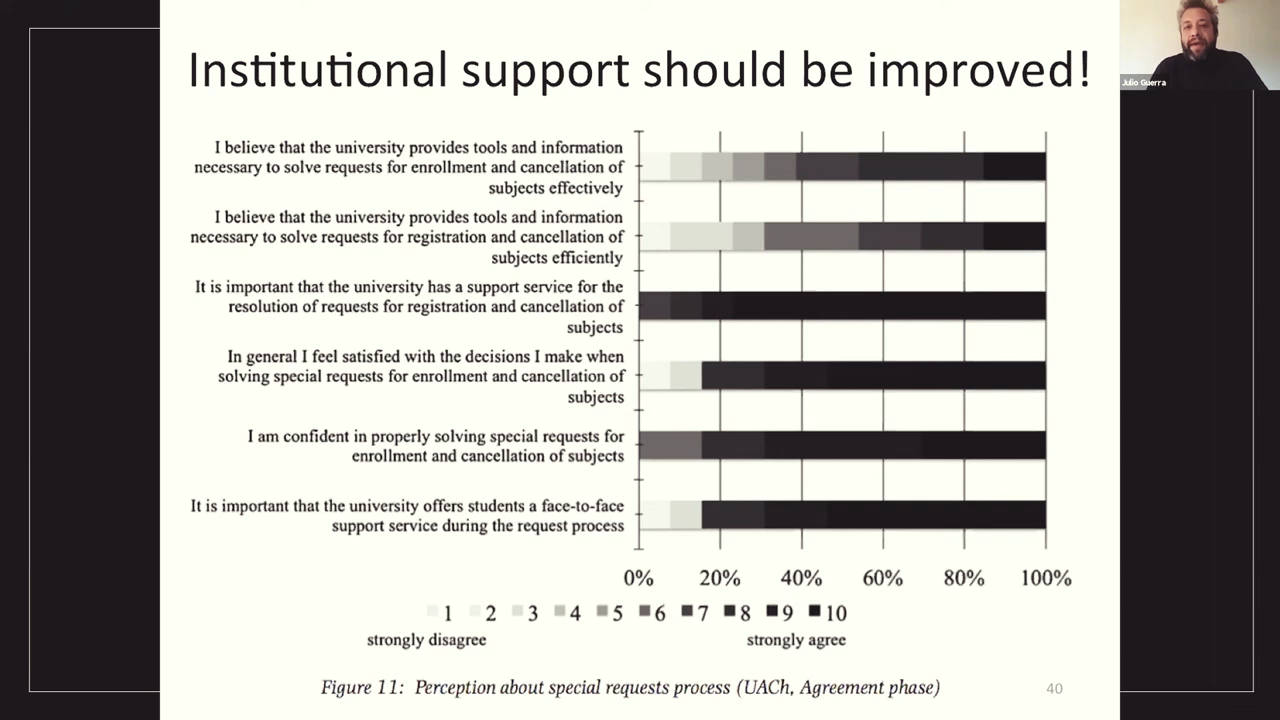 Institutional support should be improved!
Julio Guerra
I believe that the university provides tools and information
necessary to solve requests for enrollment and cancellation of
subjects effectively
I believe that the university provides tools and information
necessary to solve requests for registration and cancellation of
subjects efficiently
It is important that the university has a support service for the
resolution of requests for registration and cancellation of
subjects
In general I feel satisfied with the decisions I make when
solving special requests for enrollment and cancellation of
subjects
I am confident in properly solving special requests for
enrollment and cancellation of subjects
It is important that the university offers students a face-to-face
support service during the request process
0% 20% 40% 60% 80% 100%
1 2 3 4 5 6 7 8 9 10
strongly disagree strongly agree
Figure 11: Perception about special requests process (UACh, Agreement phase)
40